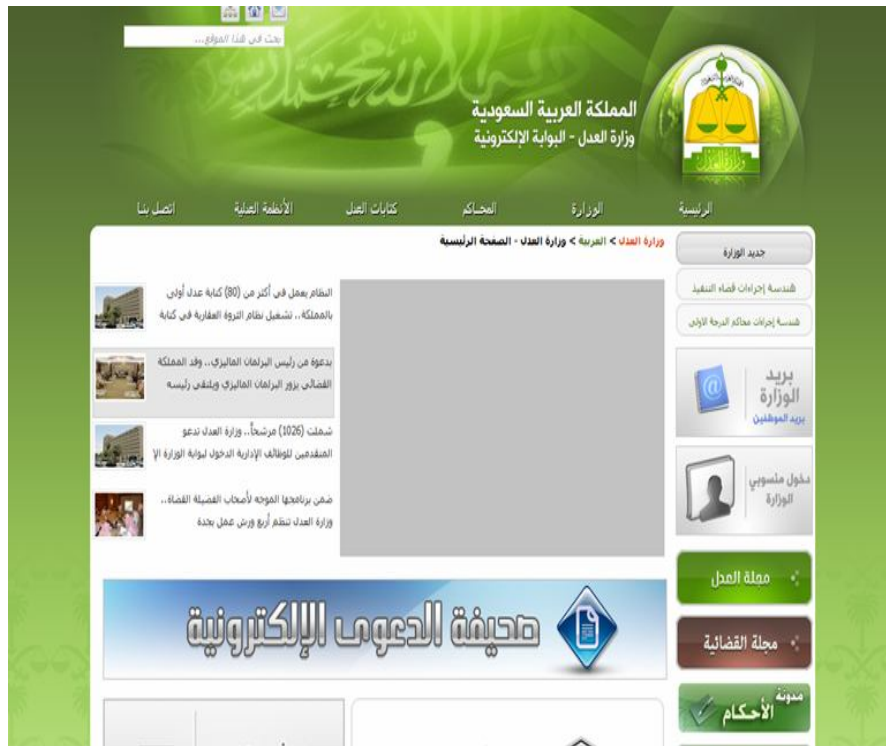 بحث في هذا الموقع...
المملكة العربية السعودية
وزارة العدل - البوابة الإلكترونية
وزارة العدل
الرئيسية
الوزارة
المحاكم
كتابات العدل
الأنظمة العدلية
اتصل بنا
وزارة العدل > العربية > وزارة العدل - الصفحة الرئيسية
جديد الوزارة
هندسة إجراءات قضاء التنفيذ
هندسة إجراءات محاكم الدرجة الاولى
بريد
الوزارة
بريد الموظفين
دخول منسوبي
الوزارة
مجلة العدل
مجلة القضائية
مدونة
الأحكام
النظام يعمل في أكثر من (80) كتابة عدل أولى
بالمملكة.. تشغيل نظام الثروة العقارية في كتابة
بدعوة من رئيس البرلمان الماليزي.. وفد المملكة
القضائي يزور البرلمان الماليزي ويلتقي رئيسه
شملت (1026) مرشحاً.. وزارة العدل تدعو
المتقدمين للوظائف الإدارية الدخول لبوابة الوزارة الإ
ضمن برنامجها الموجه لأصحاب الفضيلة القضاة..
وزارة العدل تنظم أربع ورش عمل بجدة
صحيفة الدعوى الإلكترونية